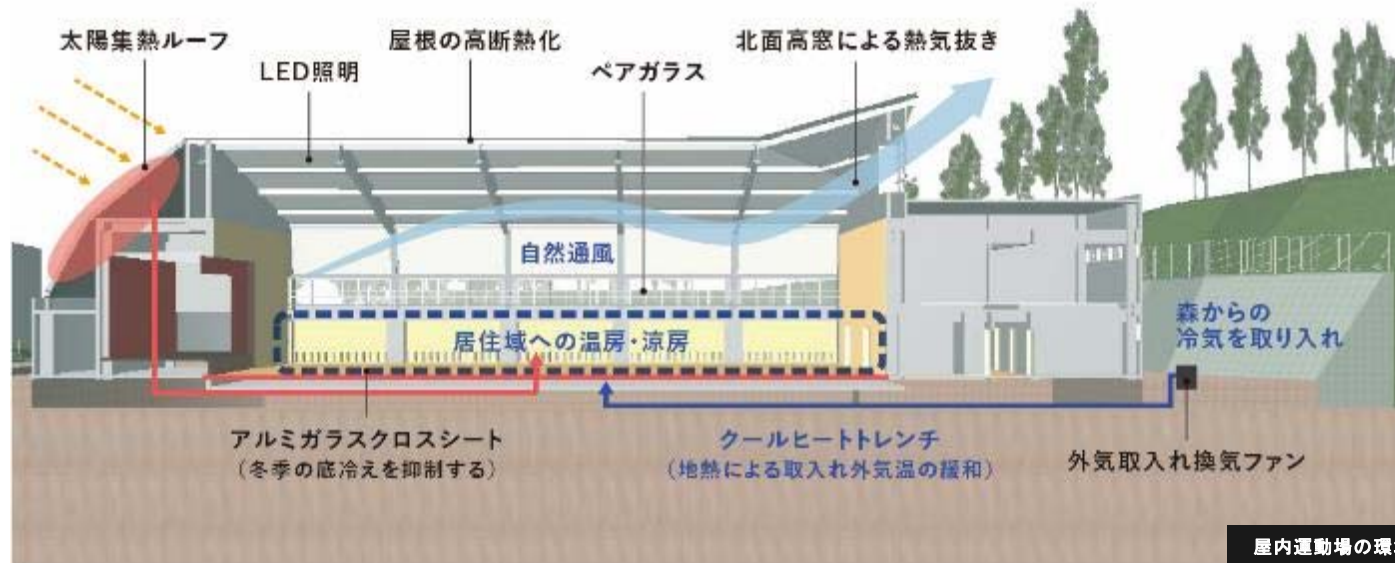 太陽集熱ルーフ
屋根の高断熱化
北面高窓による熱気抜き
LED照明
ペアガラス
自然通風
居住域への温房・涼房
森からの
冷気を取り入れ
アルミガラスクロスシート
(冬季の底冷えを抑制する)
クールヒートトレンチ
(地熱による取入れ外気温の緩和)
外気取入れ換気ファン
屋内運動場の環